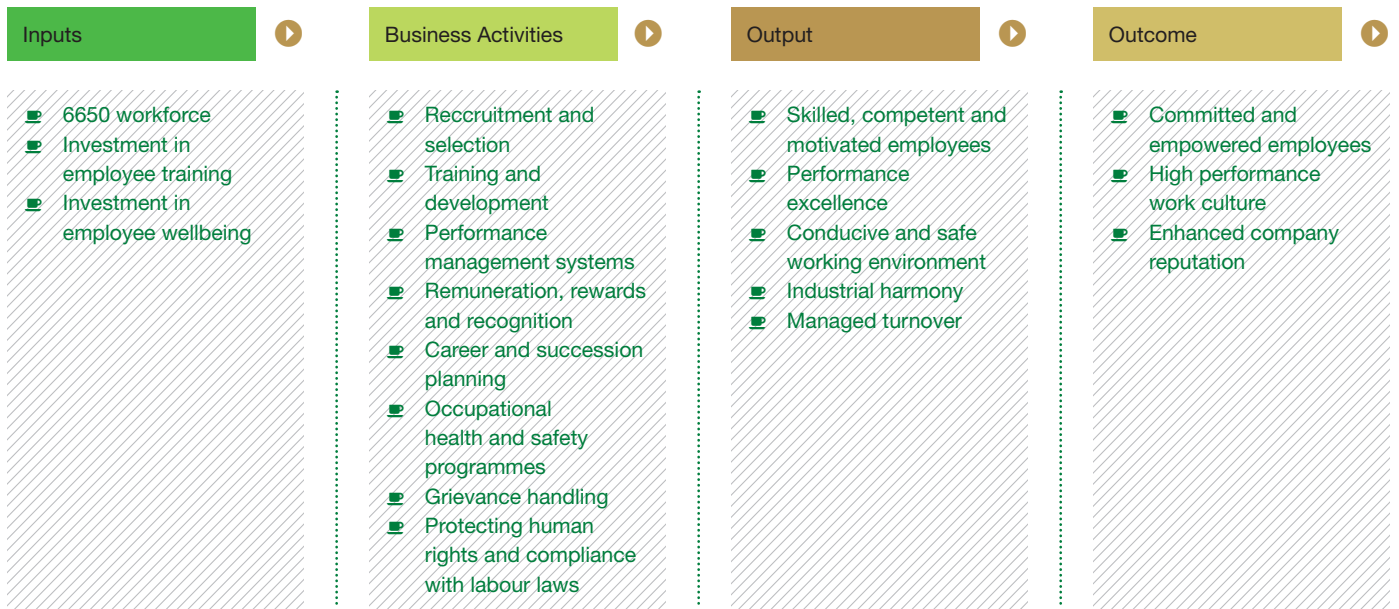 Inputs
6650 workforce
Investment in
employee training
Investment in
employee wellbeing
Business Activities
Reccruitment and
selection
Training and
development
Performance
management systems
Remuneration, rewards
and recognition
Career and succession
planning
Occupational
health and safety
programmes
Grievance handling
Protecting human
rights and compliance
with labour laws
Output
Skilled, competent and
motivated employees
Performance
excellence
Conducive and safe
working environment
Industrial harmony
Managed turnover
Outcome
Committed and
empowered employees
High performance
work culture
Enhanced company
reputation